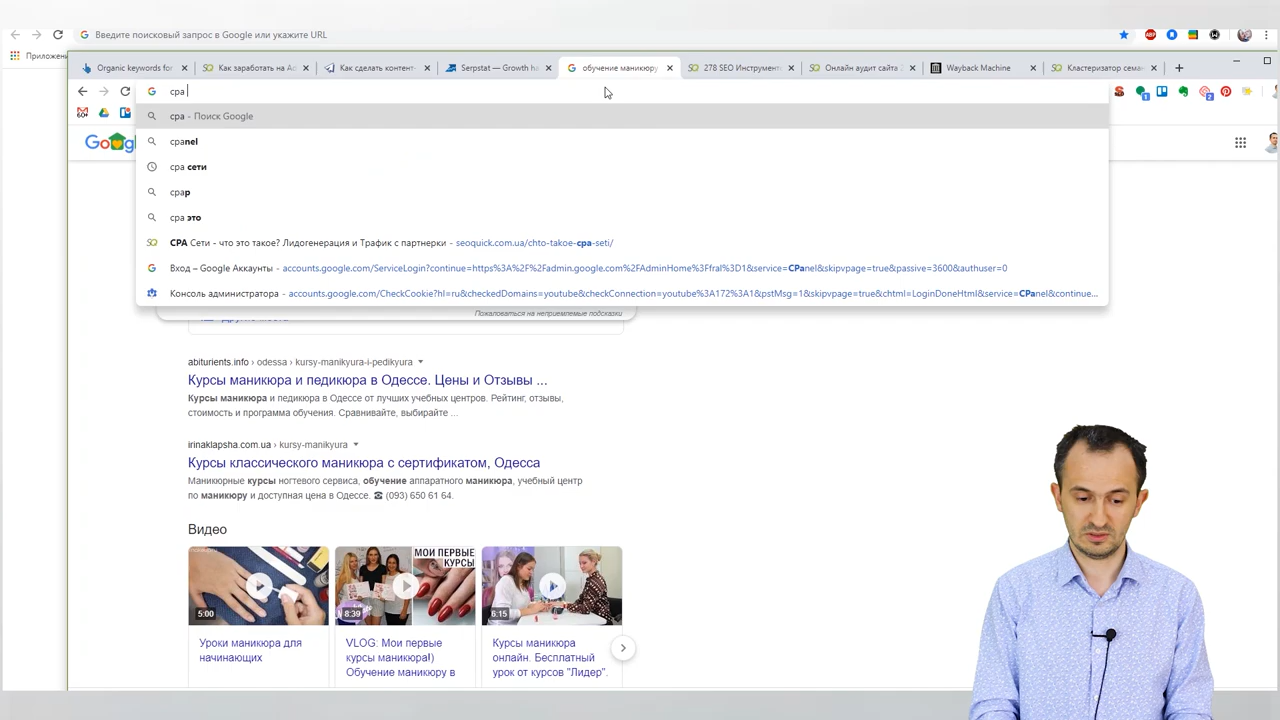 Введите поисковый запрос в Google или укажите URL
Приложени
Organic keywords for
Как заработать на Ad
Как сделать контент-
Serpstat — Growth ha
обучение маникюру
278 SEO Инструмент
Онлайн аудит сайта
Wayback Machine
Кластеризатор семан
cpa
cpa - Поиск Google
cpanel
cpa сети
cpap
cpa это
CPA Сети - что это такое? Лидогенерация и Трафик с партнерки - seoquick.com.ua/chto-takoe-cpa-seti/
Вход – Google Аккаунты - accounts.google.com/ServiceLogin?continue=https%3A%2F%2Fadmin.google.com%2FAdminHome%3Ffral%3D1&service=CPanel&skipvpage=true&passive=3600&authuser=0
Консоль администратора - accounts.google.com/CheckCookie?hl=ru&checkedDomains=youtube&checkConnection=youtube%3A172%3A1&pstMsg=1&skipvpage=true&chtml=LoginDoneHtml&service=CPanel&continue...
Пожаловаться на неприемлемые подсказки
abiturients.info › odessa › kursy-manikyura-i-pedikyura
Курсы маникюра и педикюра в Одессе. Цены и Отзывы ...
Курсы маникюра и педикюра в Одессе от лучших учебных центров. Рейтинг, отзывы,
стоимость и программа обучения. Сравнивайте, выбирайте ...
irinaklapsha.com.ua › kursy-manikyura
Курсы классического маникюра с сертификатом, Одесса
Маникюрные курсы ногтевого сервиса, обучение аппаратного маникюра, учебный центр
по маникюру и доступная цена в Одессе. ☎ (093) 650 61 64.
Видео
МОИ ПЕРВЫЕ
КУРСЫ
5:00
8:39
6:15
Уроки маникюра для
начинающих
VLOG: Мои первые
курсы маникюра!)
Обучение маникюру в
Курсы маникюра
онлайн. Бесплатный
урок от курсов "Лидер".